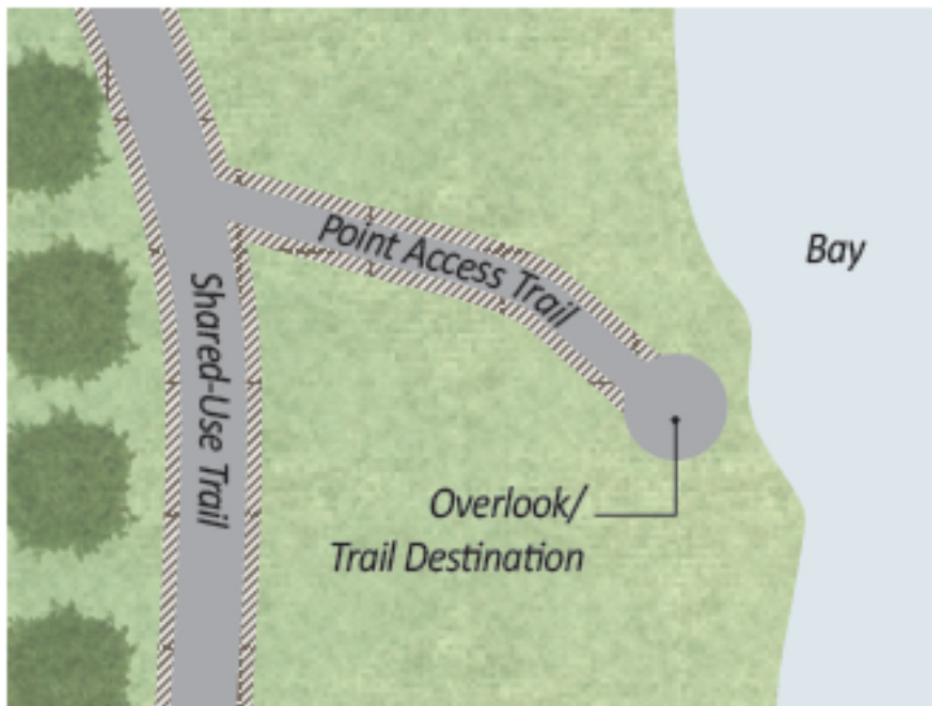 Point Access Trail
Bay
Shared-Use Trail
Overlook/
Trail Destination